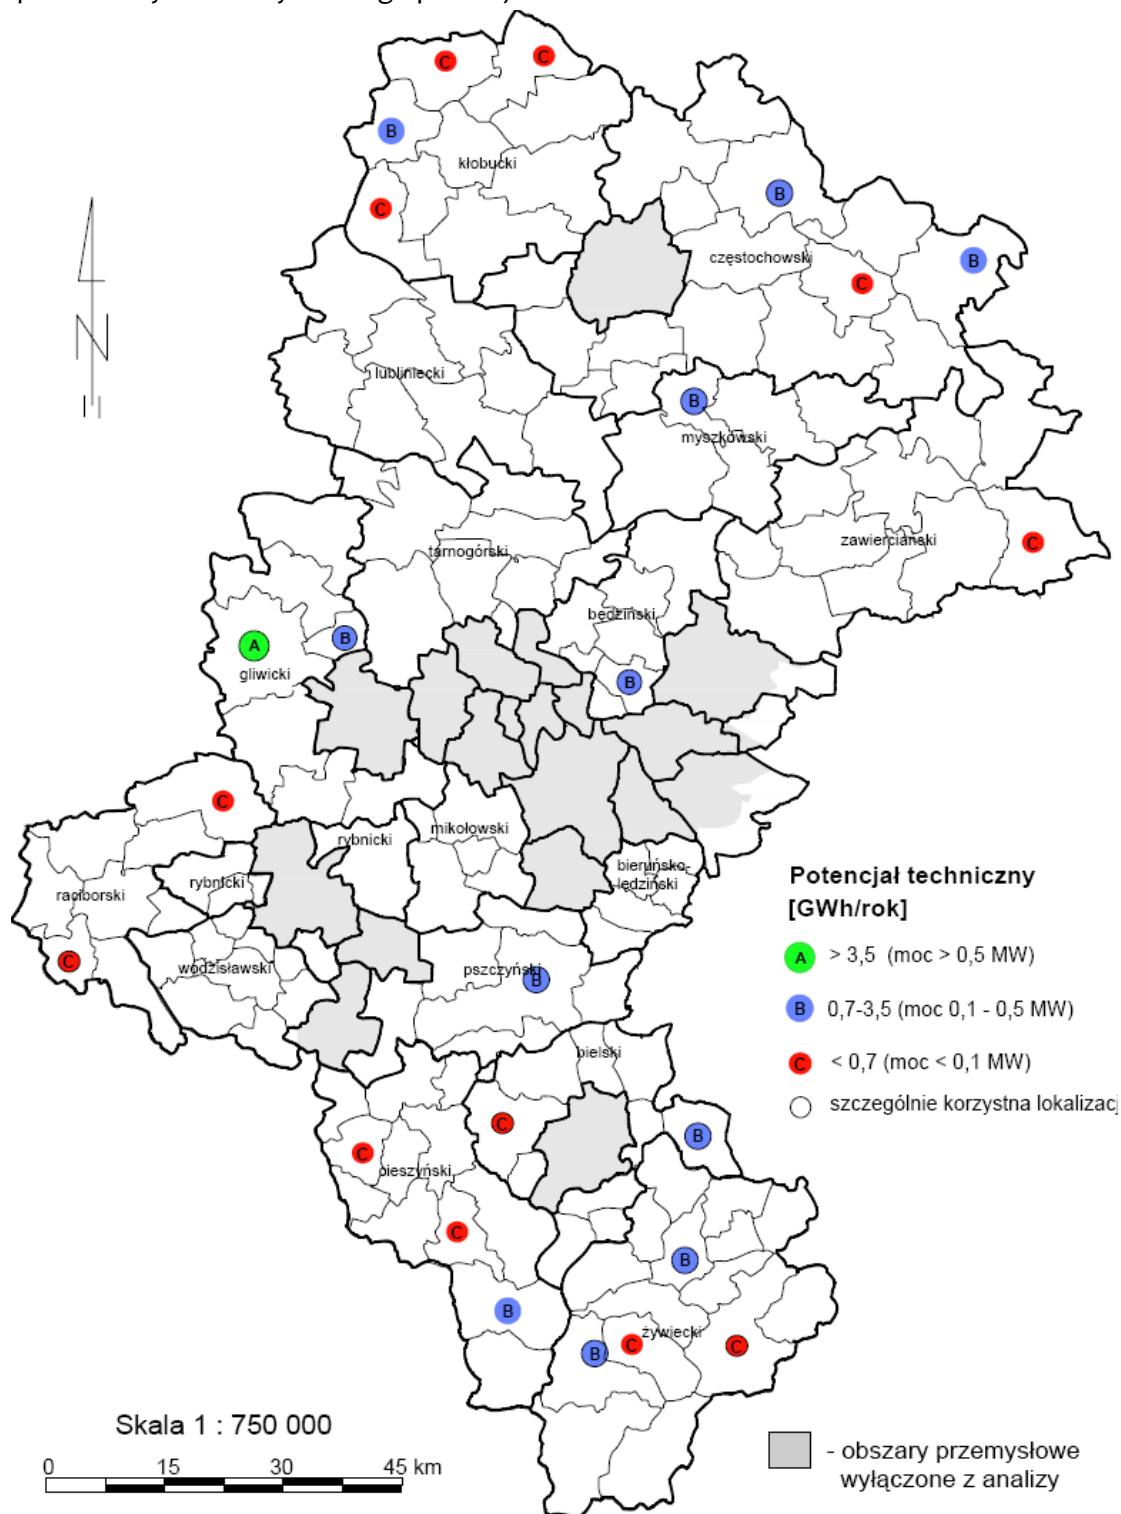 C
C
B
kłobucki
B
C
częstochowski
B
C
N
lubliniecki
B
myszkowski
zawierciański
C
tarnogórski
będziński
B
A
gliwicki
B
C
rybnicki
mikołowski
bieruńsko-
lędziński
rybnicki
raciborski
C
wodzisławski
pszczyński
B
Potencjał techniczny
[GWh/rok]
A > 3,5 (moc > 0,5 MW)
B 0,7-3,5 (moc 0,1 - 0,5 MW)
C < 0,7 (moc < 0,1 MW)
szczególnie korzystna lokalizacj
bielski
C
B
C
cieszyński
C
B
B
żywiecki
B
C
C
Skala 1 : 750 000
0 15 30 45 km
- obszary przemysłowe
wyłączone z analizy